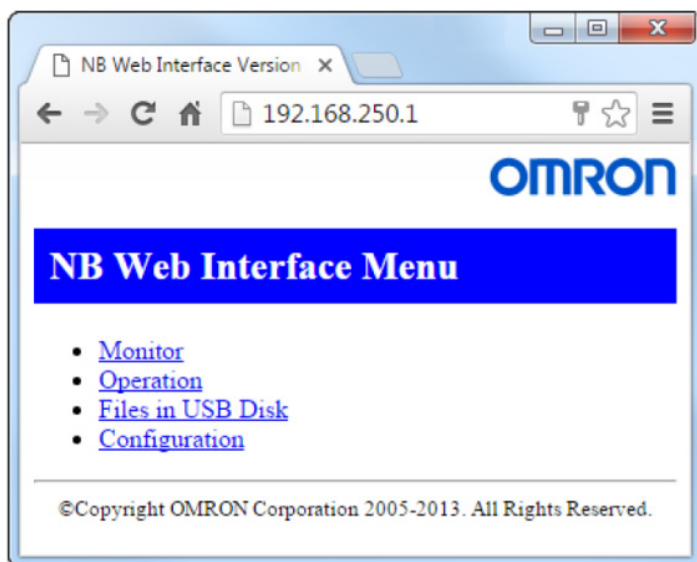 NB Web Interface Version
192.168.250.1
OMRON
NB Web Interface Menu
Monitor
Operation
Files in USB Disk
Configuration
©Copyright OMRON Corporation 2005-2013. All Rights Reserved.